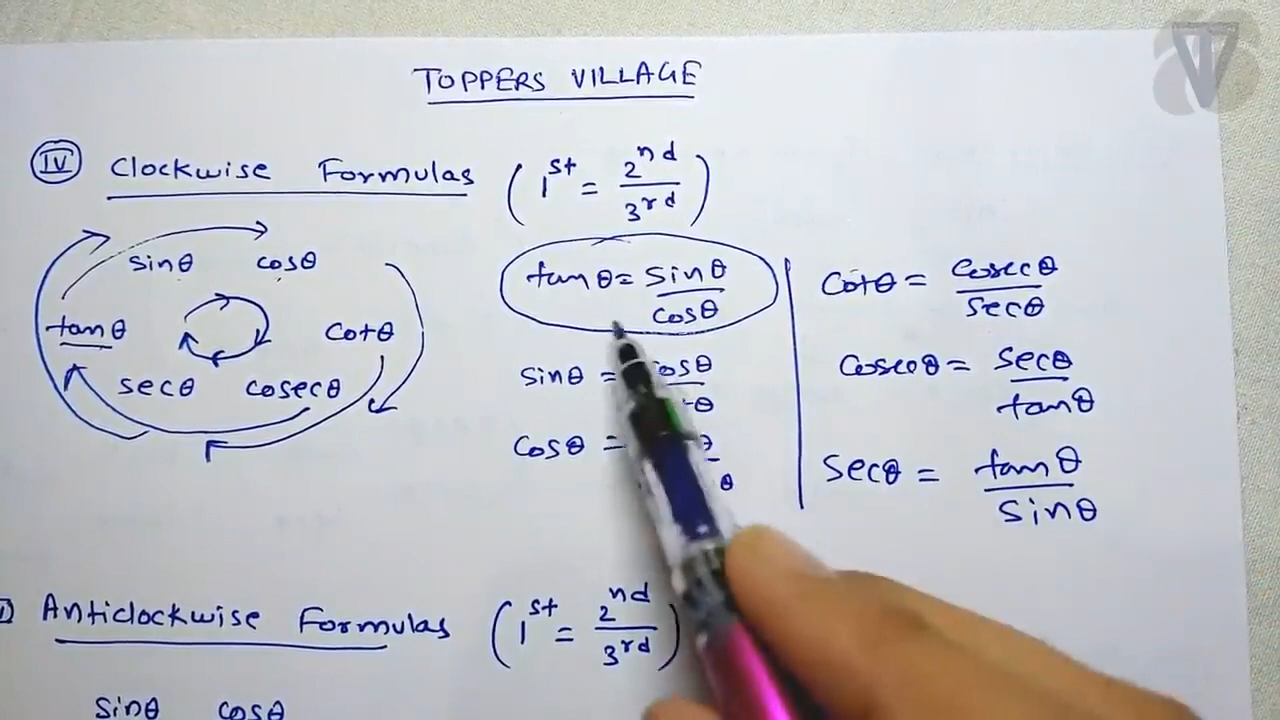 TOPPERS VILLAGE
IV Clockwise Formulas (1st = 2nd/3rd)
sinθ cosθ
tanθ cotθ
secθ cosecθ
tanθ = sinθ/cosθ
sinθ =
cosθ =
cotθ = cosecθ/secθ
cosecθ = secθ/tanθ
secθ = tanθ/sinθ
Anticlockwise Formulas (1st = 2nd/3rd)
sinθ cosθ